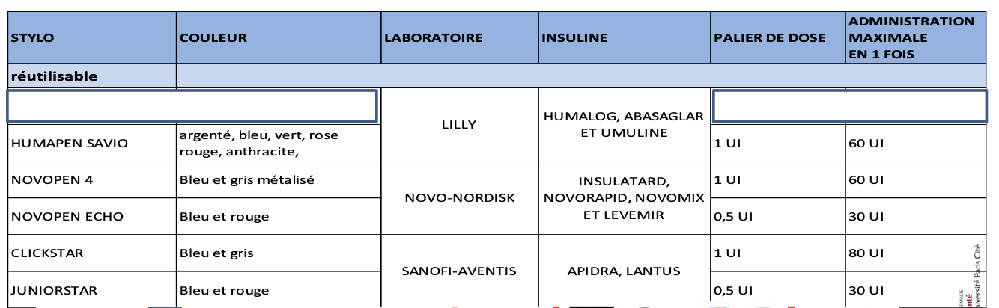 STYLO COULEUR LABORATOIRE INSULINE PALIER DE DOSE ADMINISTRATION
MAXIMALE
EN 1 FOIS
réutilisable
LILLY
HUMALOG, ABASAGLAR
ET UMULINE
HUMAPEN SAVIO
argenté, bleu, vert, rose
rouge, anthracite,
1 UI
60 UI
NOVOPEN 4
Bleu et gris métalisé
NOVO-NORDISK
INSULATARD,
NOVORAPID, NOVOMIX
ET LEVEMIR
1 UI
60 UI
NOVOPEN ECHO
Bleu et rouge
0,5 UI
30 UI
CLICKSTAR
Bleu et gris
SANOFI-AVENTIS
APIDRA, LANTUS
1 UI
80 UI
JUNIORSTAR
Bleu et rouge
0,5 UI
30 UI
Paris Cité